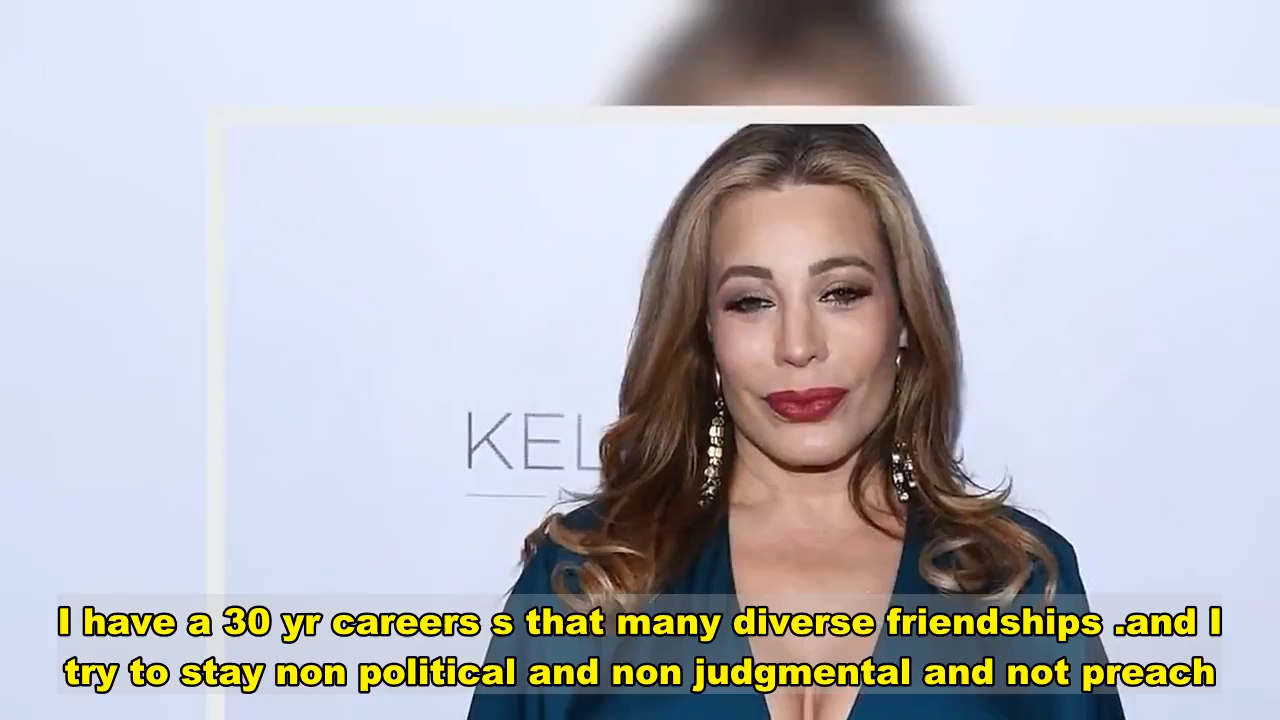 KEL
I have a 30 yr careers s that many diverse friendships .and I
try to stay non political and non judgmental and not preach